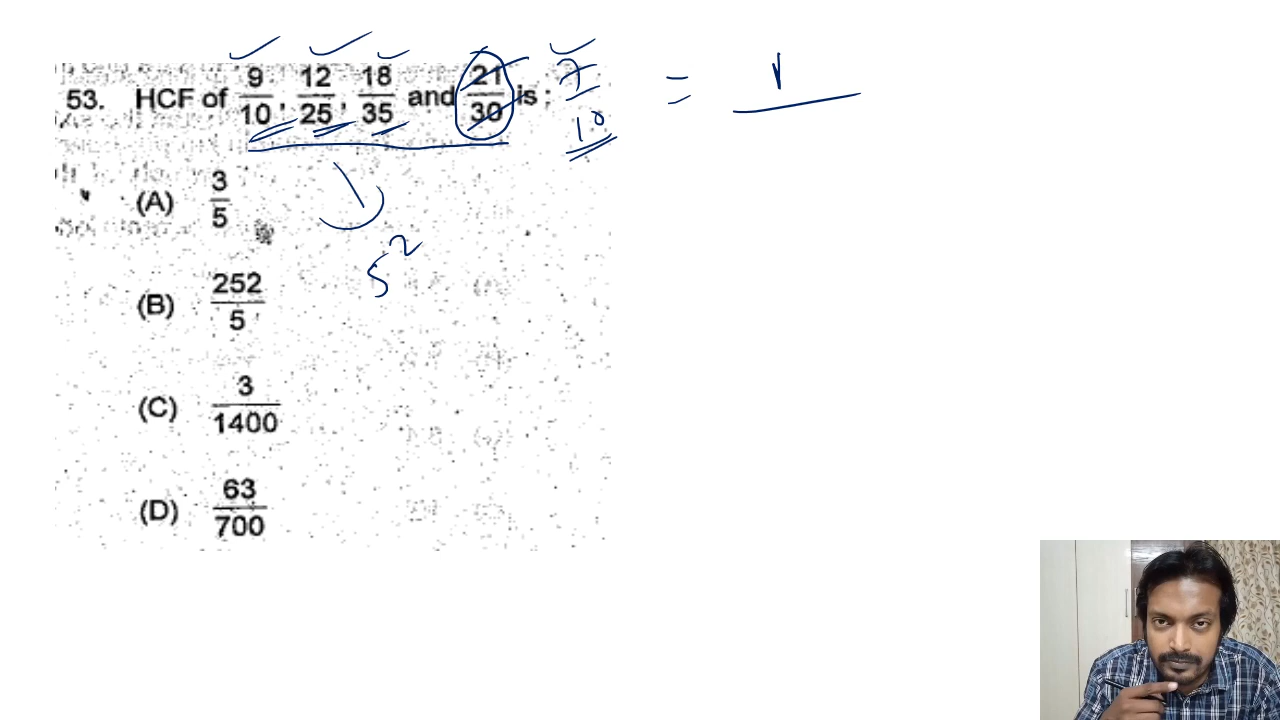 53. HCF of 9/10, 12/25, 18/35 and 21/30 is : 7/10 = 1/
(A) 3/5
5²
(B) 252/5
(C) 3/1400
(D) 63/700